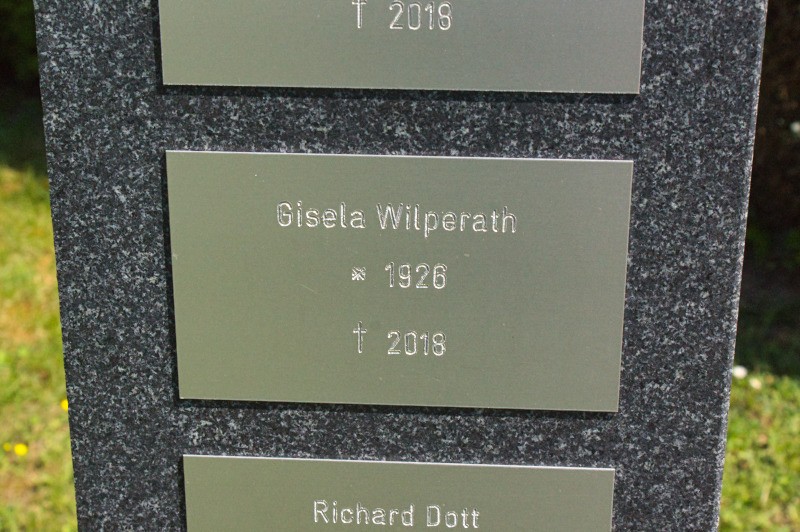 † 2018
Gisela Wilperath
* 1926
† 2018
Richard Dott